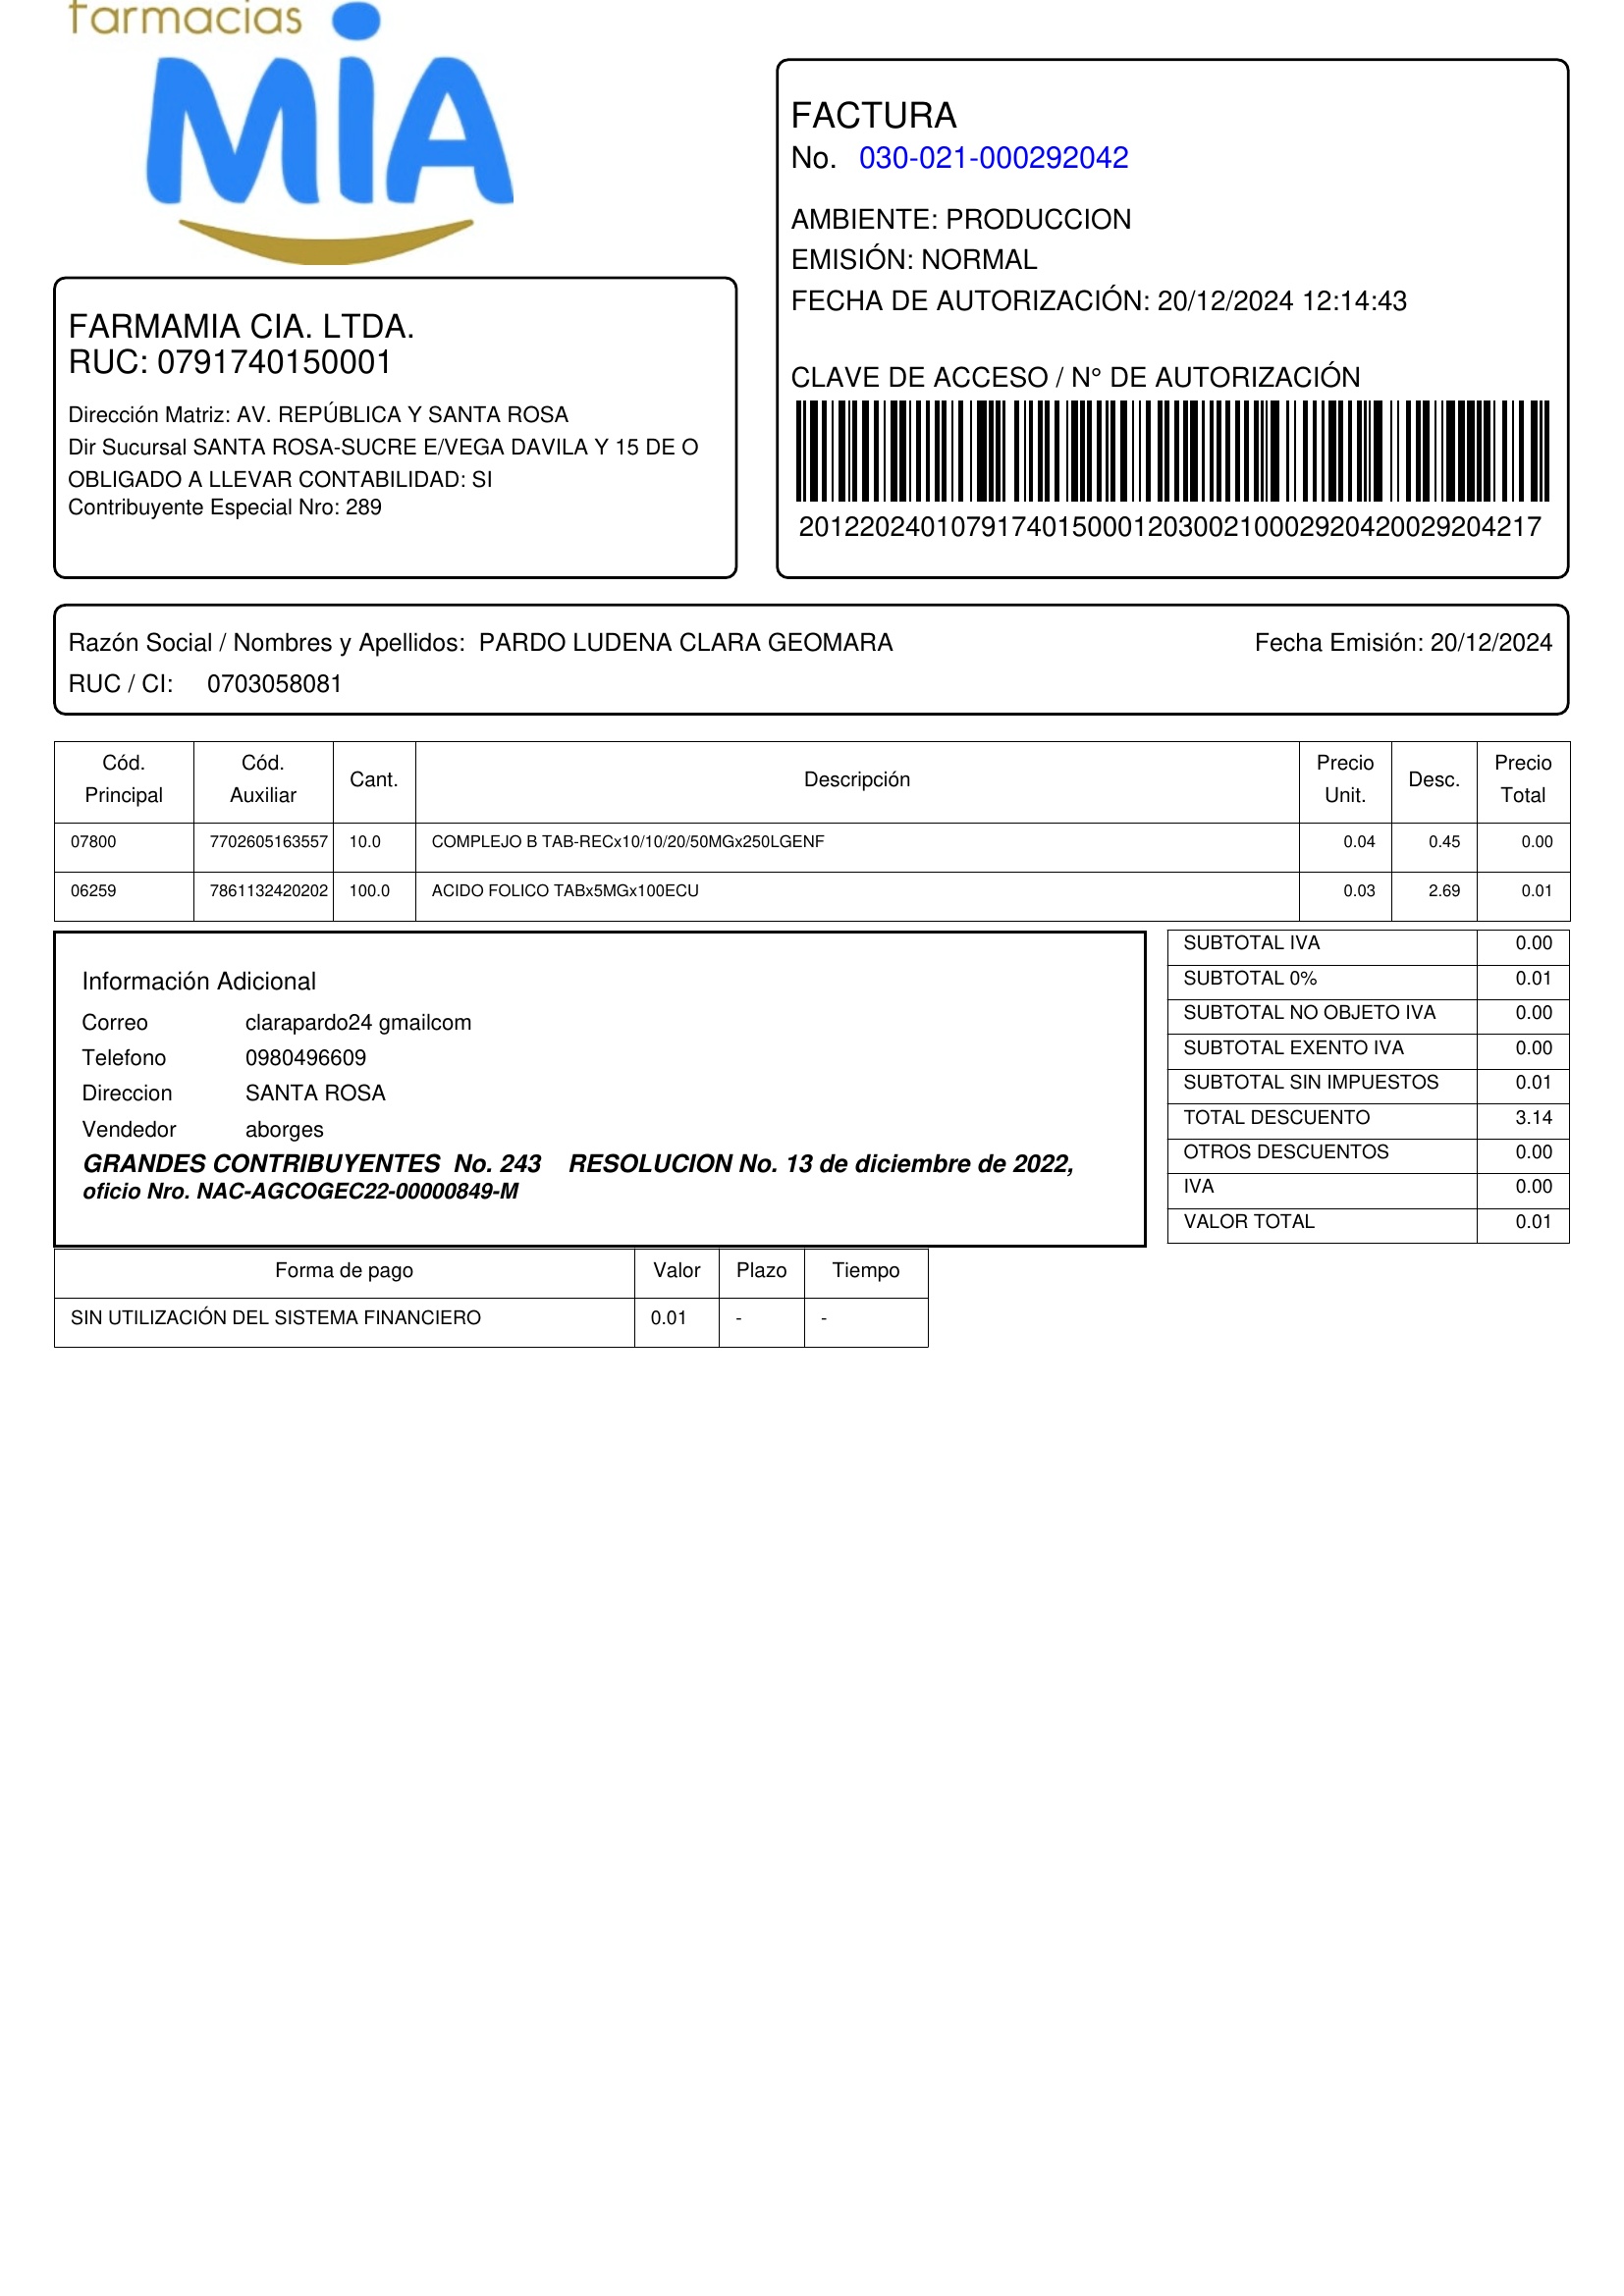 farmacias
MIA
FACTURA
No. 030-021-000292042
AMBIENTE: PRODUCCION
EMISIÓN: NORMAL
FECHA DE AUTORIZACIÓN: 20/12/2024 12:14:43
CLAVE DE ACCESO / N° DE AUTORIZACIÓN
2012202401079174015000120300210002920420029204217
FARMAMIA CIA. LTDA.
RUC: 0791740150001
Dirección Matriz: AV. REPÚBLICA Y SANTA ROSA
Dir Sucursal SANTA ROSA-SUCRE E/VEGA DAVILA Y 15 DE O
OBLIGADO A LLEVAR CONTABILIDAD: SI
Contribuyente Especial Nro: 289
Razón Social / Nombres y Apellidos: PARDO LUDENA CLARA GEOMARA Fecha Emisión: 20/12/2024
RUC / CI: 0703058081
Cód. Principal Cód. Auxiliar Cant. Descripción Precio Unit. Desc. Precio Total
07800 7702605163557 10.0 COMPLEJO B TAB-RECx10/10/20/50MGx250LGENF 0.04 0.45 0.00
06259 7861132420202 100.0 ACIDO FOLICO TABx5MGx100ECU 0.03 2.69 0.01
Información Adicional
Correo clarapardo24 gmailcom
Telefono 0980496609
Direccion SANTA ROSA
Vendedor aborges
GRANDES CONTRIBUYENTES No. 243 RESOLUCION No. 13 de diciembre de 2022,
oficio Nro. NAC-AGCOGEC22-00000849-M
SUBTOTAL IVA 0.00
SUBTOTAL 0% 0.01
SUBTOTAL NO OBJETO IVA 0.00
SUBTOTAL EXENTO IVA 0.00
SUBTOTAL SIN IMPUESTOS 0.01
TOTAL DESCUENTO 3.14
OTROS DESCUENTOS 0.00
IVA 0.00
VALOR TOTAL 0.01
Forma de pago Valor Plazo Tiempo
SIN UTILIZACIÓN DEL SISTEMA FINANCIERO 0.01 - -